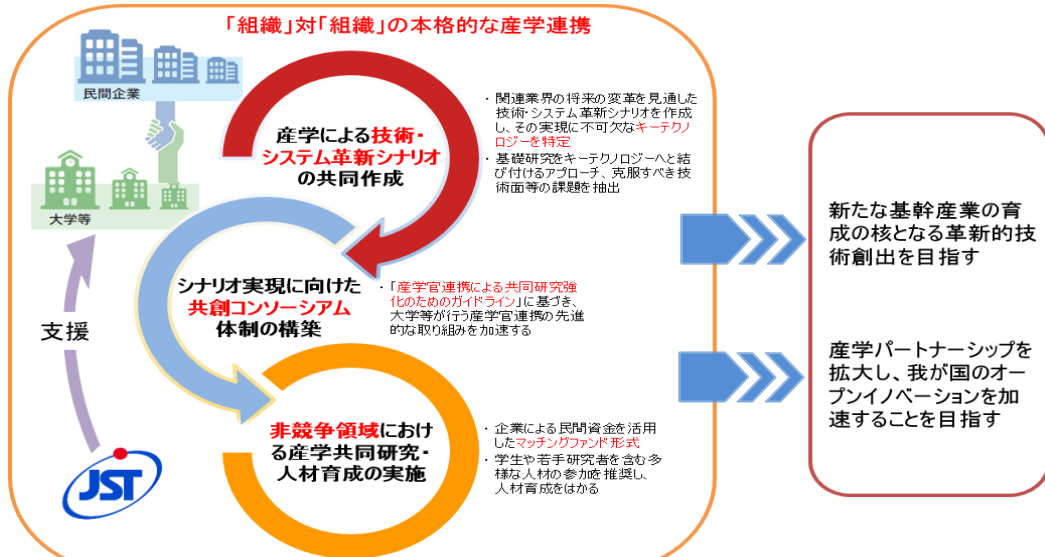 「組織」対「組織」の本格的な産学連携
民間企業
大学等
支援
JST
産学による技術・
システム革新シナリオ
の共同作成
・ 関連業界の将来の変革を見通した
技術・システム革新シナリオを作成
し、その実現に不可欠なキーテクノ
ロジーを特定
・ 基礎研究をキーテクノロジーへと結
び付けるアプローチ、克服すべき技
術面等の課題を抽出
シナリオ実現に向けた
共創コンソーシアム
体制の構築
・ 「産学官連携による共同研究強
化のためのガイドライン」に基づき、
大学等が行う産学官連携の先進
的な取り組みを加速する
非競争領域におけ
る産学共同研究・
人材育成の実施
・ 企業による民間資金を活用
したマッチングファンド形式
・ 学生や若手研究者を含む多
様な人材の参加を推奨し、
人材育成をはかる
新たな基幹産業の育
成の核となる革新的技
術創出を目指す
産学パートナーシップを
拡大し、我が国のオー
プンイノベーションを加
速することを目指す